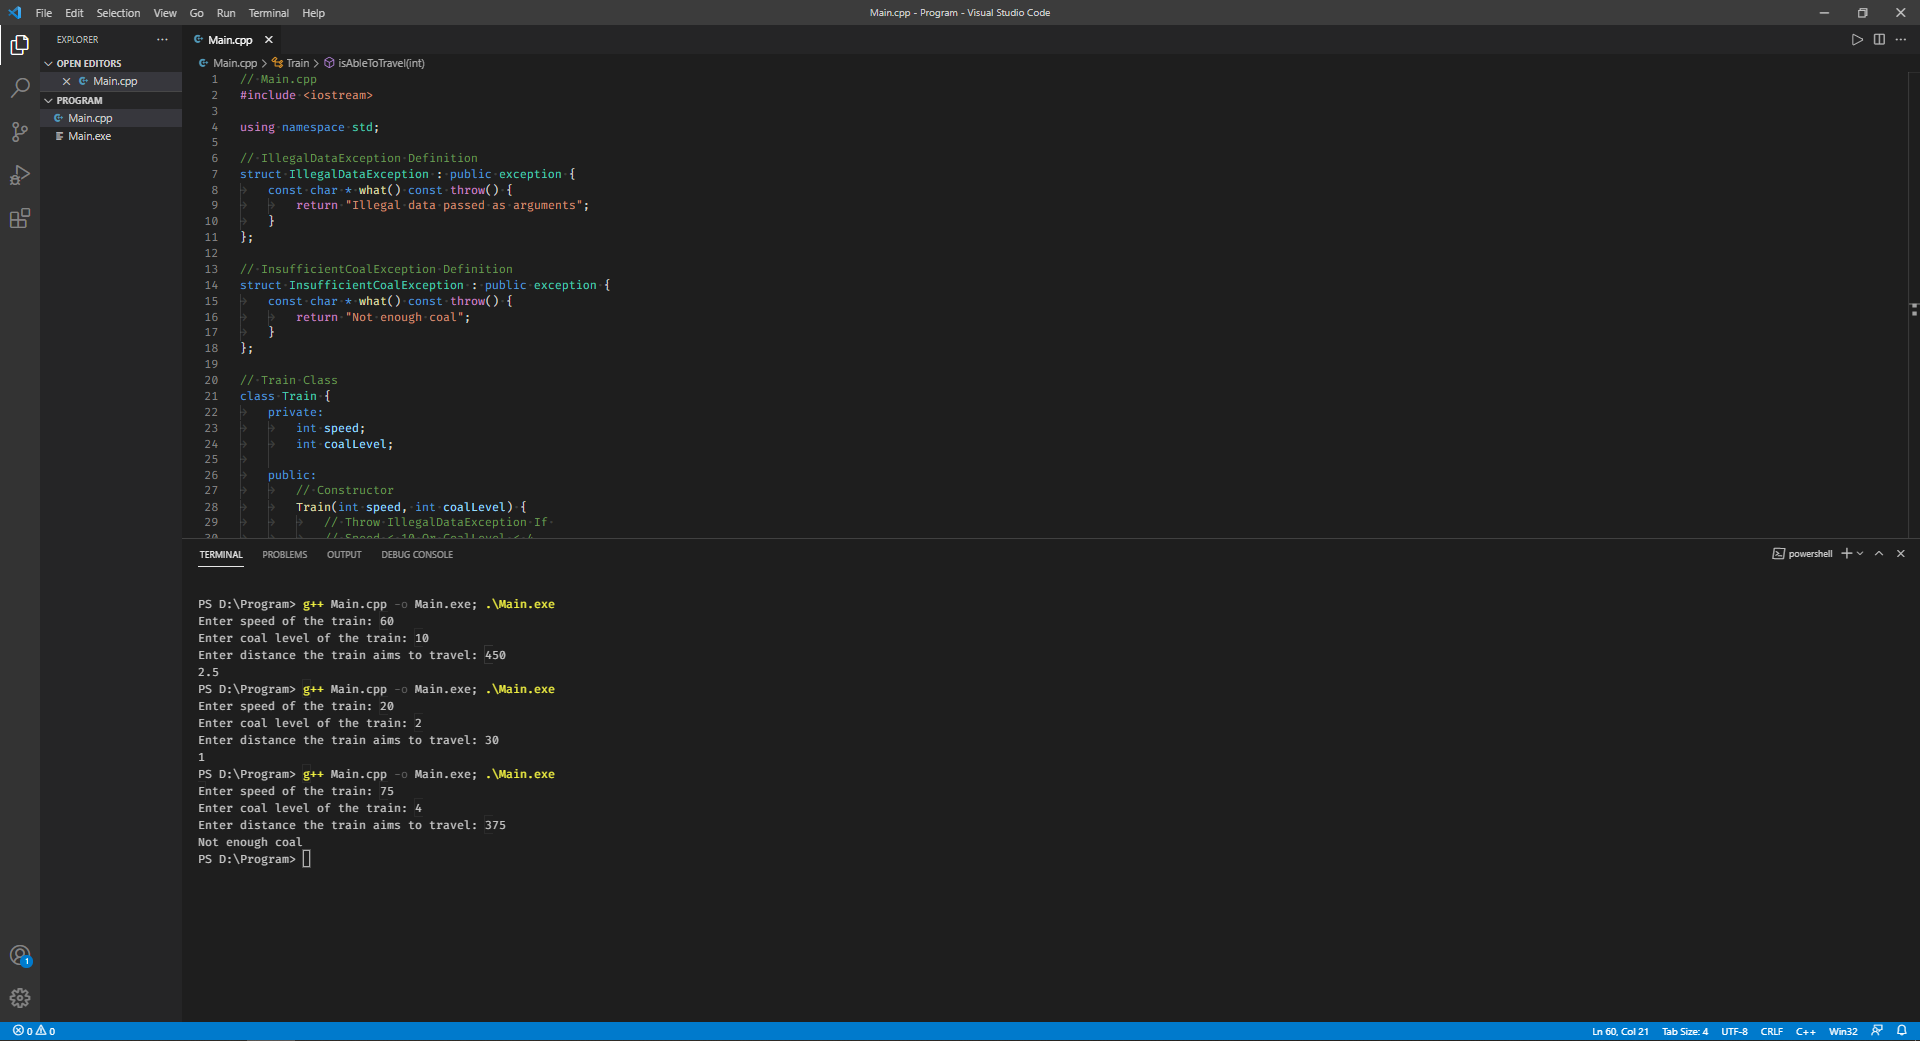 File Edit Selection View Go Run Terminal Help
Main.cpp - Program - Visual Studio Code
EXPLORER
OPEN EDITORS
Main.cpp
PROGRAM
Main.cpp
Main.exe
Main.cpp
Main.cpp > Train > isAbleToTravel(int)
1 // Main.cpp
2 #include <iostream>
3
4 using namespace std;
5
6 // IllegalDataException Definition
7 struct IllegalDataException : public exception {
8 const char * what() const throw() {
9 return "Illegal data passed as arguments";
10 }
11 };
12
13 // InsufficientCoalException Definition
14 struct InsufficientCoalException : public exception {
15 const char * what() const throw() {
16 return "Not enough coal";
17 }
18 };
19
20 // Train Class
21 class Train {
22 private:
23 int speed;
24 int coalLevel;
25
26 public:
27 // Constructor
28 Train(int speed, int coalLevel) {
29 // Throw IllegalDataException If
30 // Speed < 10 Or CoalLevel < 4
TERMINAL PROBLEMS OUTPUT DEBUG CONSOLE
powershell
PS D:\Program> g++ Main.cpp -o Main.exe; .\Main.exe
Enter speed of the train: 60
Enter coal level of the train: 10
Enter distance the train aims to travel: 450
2.5
PS D:\Program> g++ Main.cpp -o Main.exe; .\Main.exe
Enter speed of the train: 20
Enter coal level of the train: 2
Enter distance the train aims to travel: 30
1
PS D:\Program> g++ Main.cpp -o Main.exe; .\Main.exe
Enter speed of the train: 75
Enter coal level of the train: 4
Enter distance the train aims to travel: 375
Not enough coal
PS D:\Program>
1
0 0
Ln 60, Col 21 Tab Size: 4 UTF-8 CRLF C++ Win32